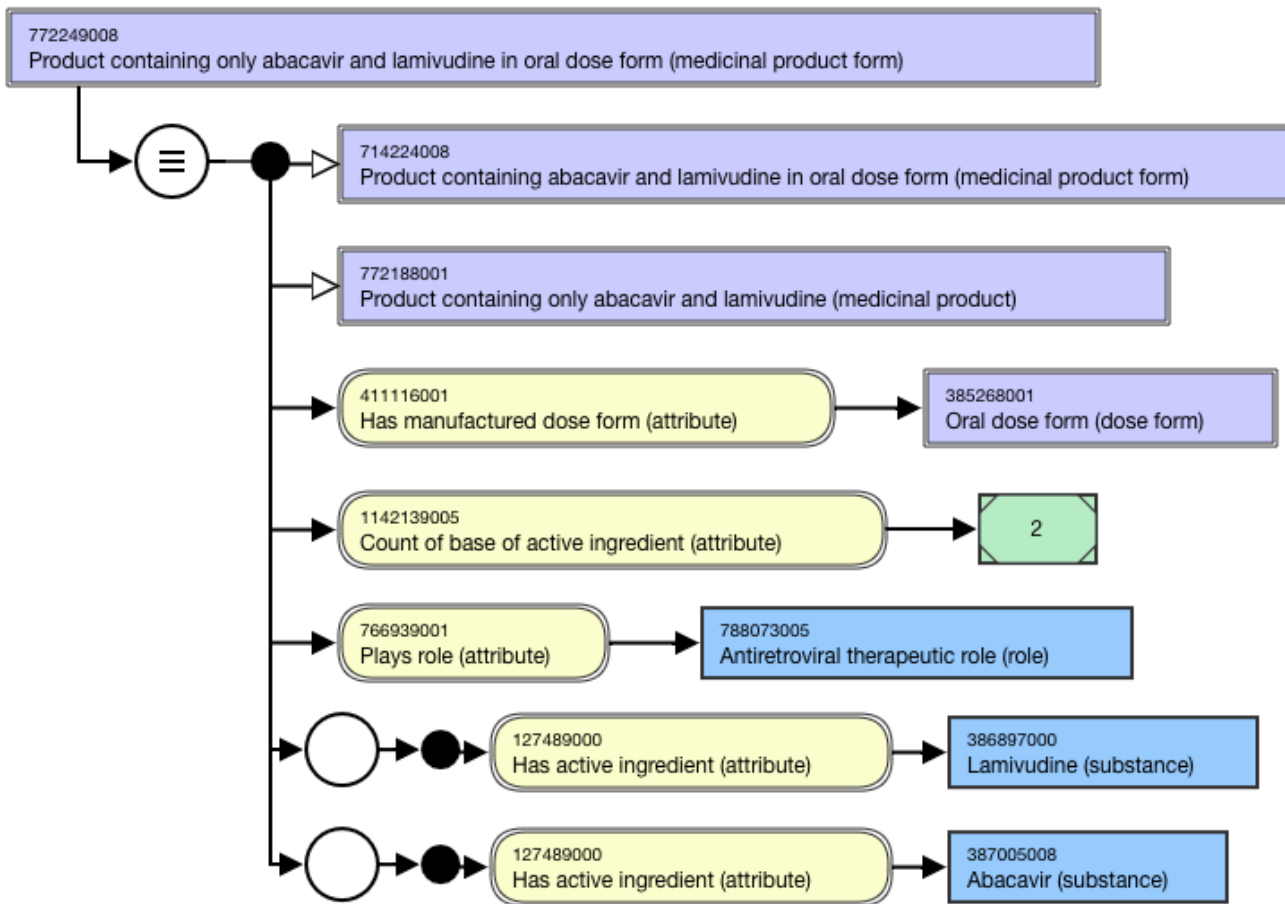 772249008
Product containing only abacavir and lamivudine in oral dose form (medicinal product form)
714224008
Product containing abacavir and lamivudine in oral dose form (medicinal product form)
772188001
Product containing only abacavir and lamivudine (medicinal product)
411116001
Has manufactured dose form (attribute)
385268001
Oral dose form (dose form)
1142139005
Count of base of active ingredient (attribute)
2
766939001
Plays role (attribute)
788073005
Antiretroviral therapeutic role (role)
127489000
Has active ingredient (attribute)
386897000
Lamivudine (substance)
127489000
Has active ingredient (attribute)
387005008
Abacavir (substance)